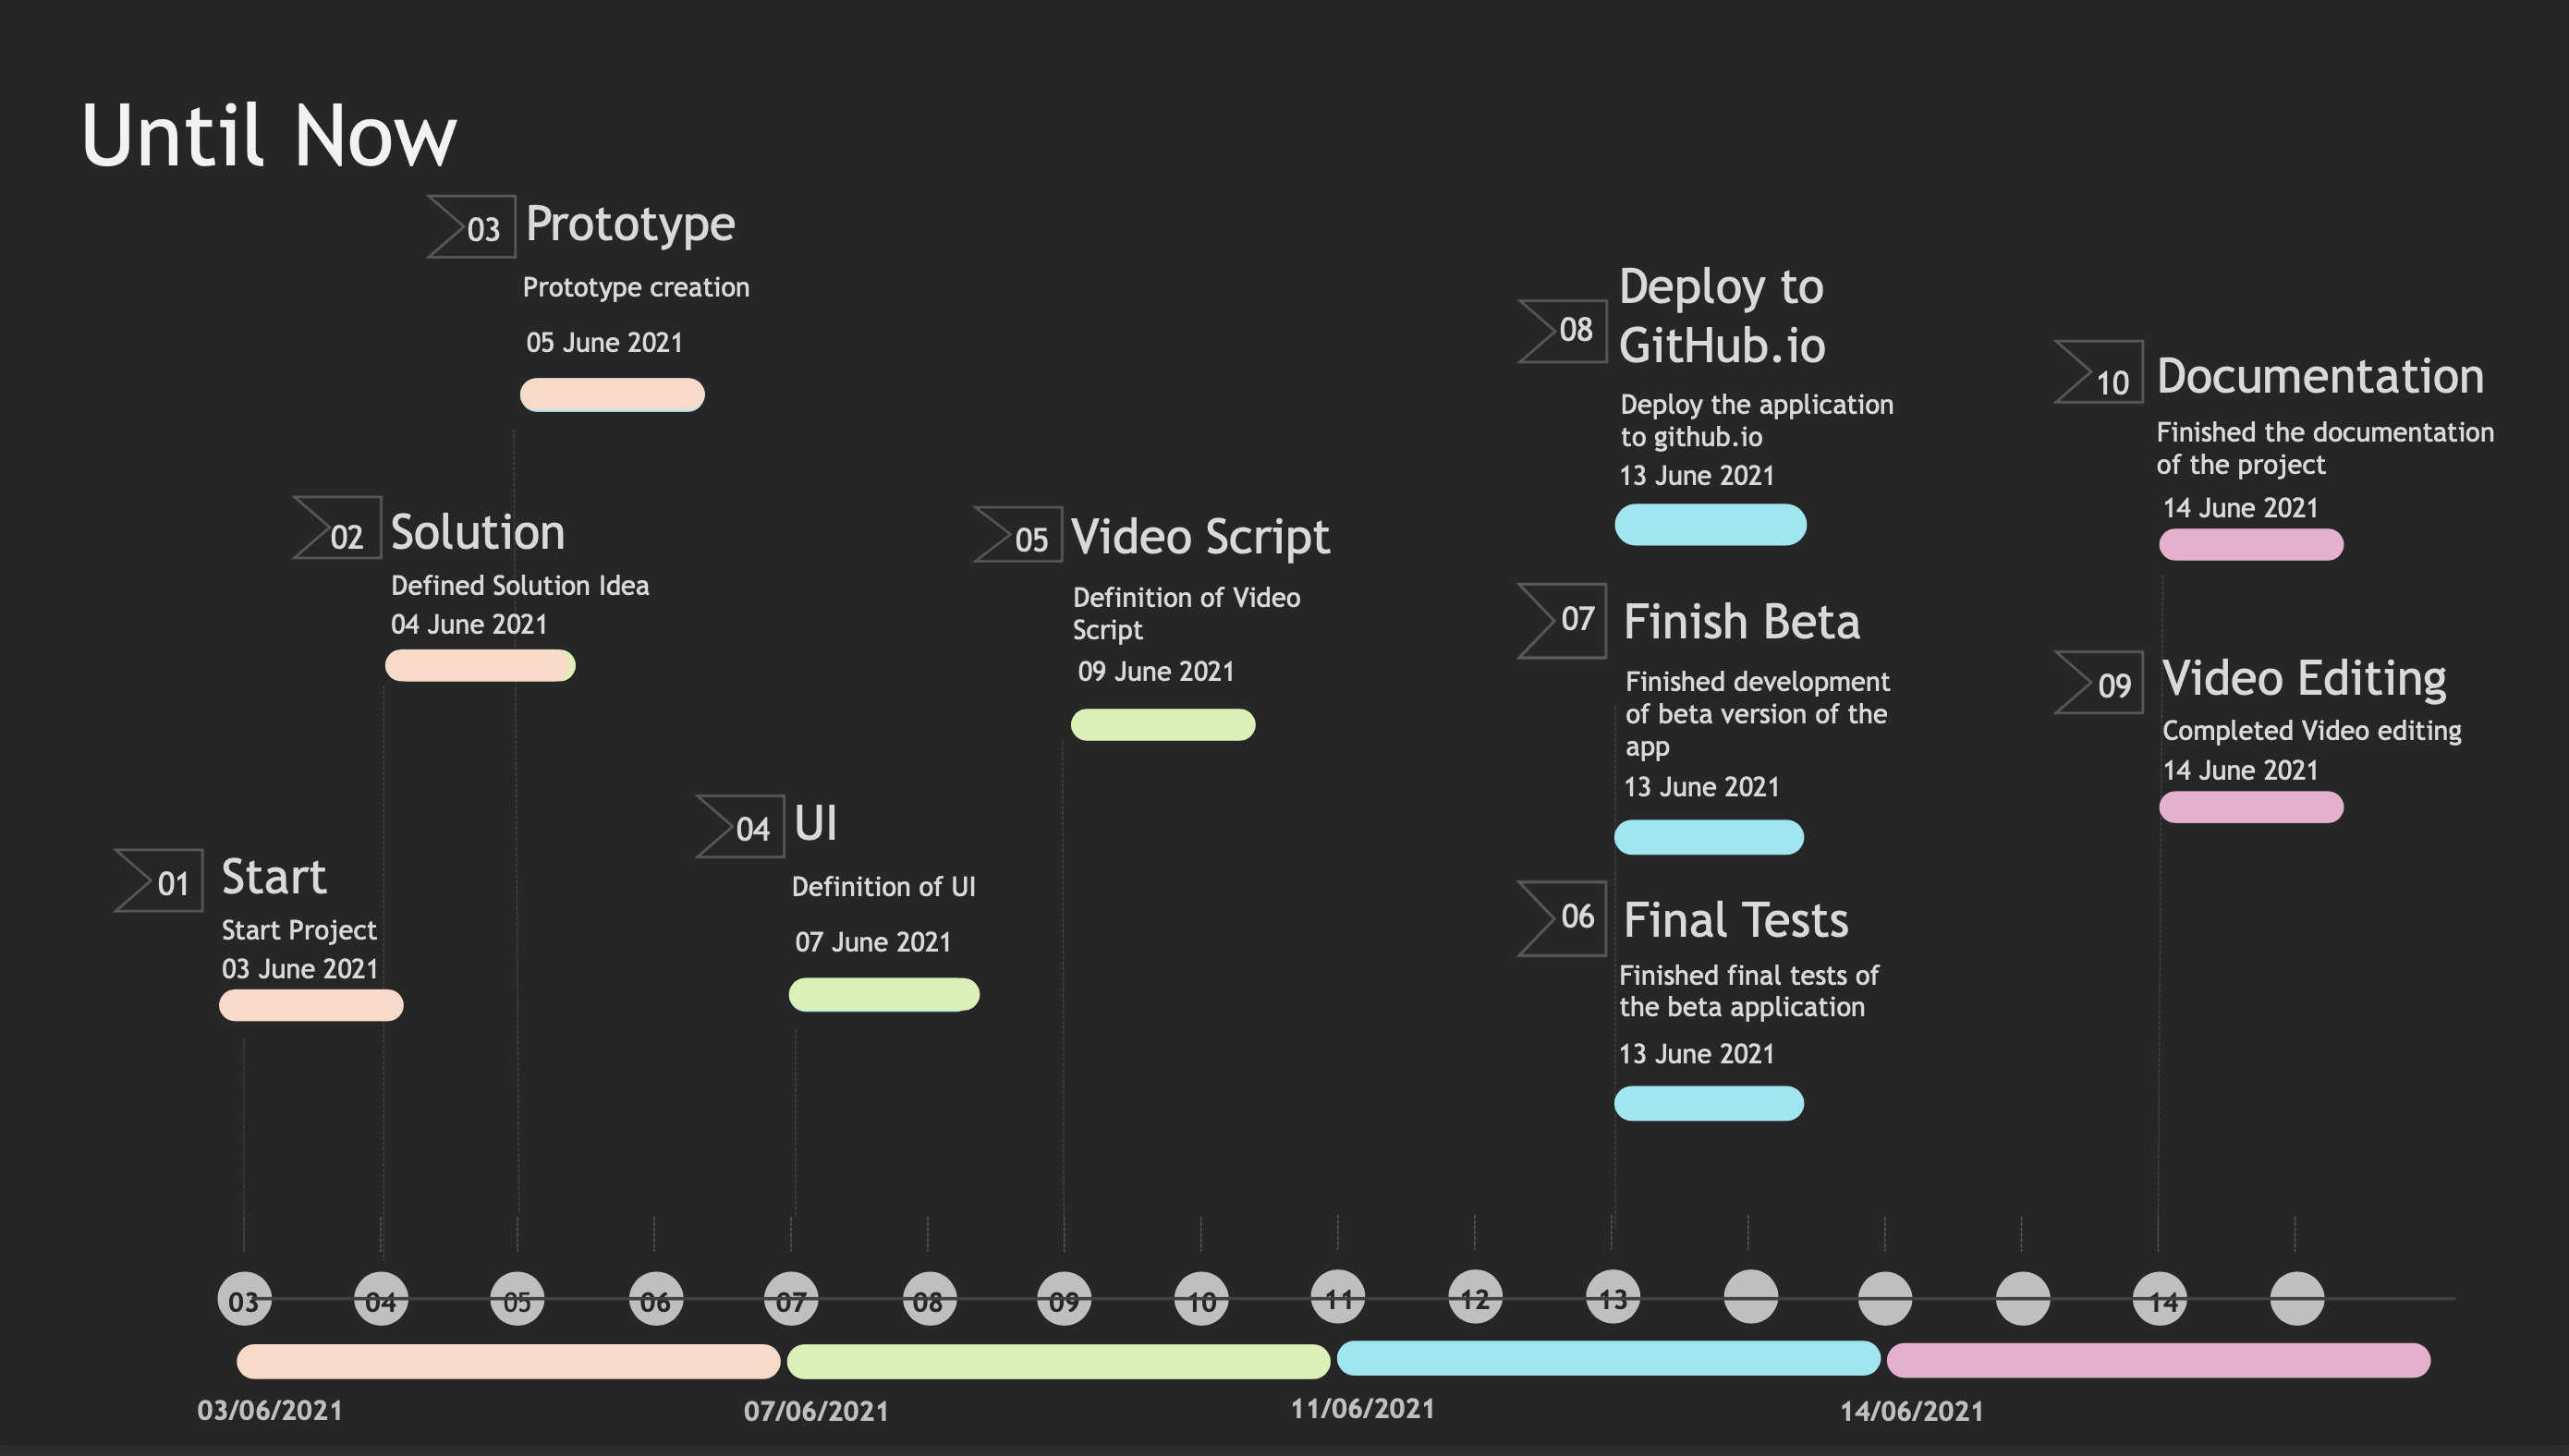 Until Now
03
Prototype
Prototype creation
05 June 2021
02
Solution
Defined Solution Idea
04 June 2021
01
Start
Start Project
03 June 2021
04
UI
Definition of UI
07 June 2021
05
Video Script
Definition of Video
Script
09 June 2021
08
Deploy to
GitHub.io
Deploy the application
to github.io
13 June 2021
07
Finish Beta
Finished development
of beta version of the
app
13 June 2021
06
Final Tests
Finished final tests of
the beta application
13 June 2021
10
Documentation
Finished the documentation
of the project
14 June 2021
09
Video Editing
Completed Video editing
14 June 2021
03 04 05 06 07 08 09 10 11 12 13 14
03/06/2021 07/06/2021 11/06/2021 14/06/2021